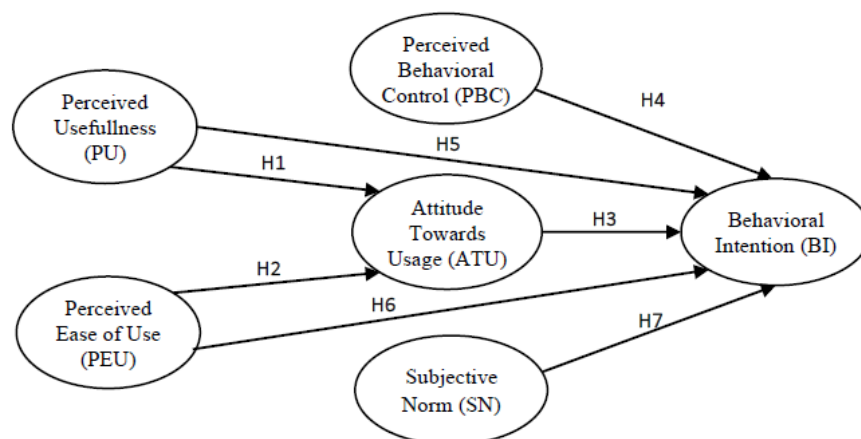 Perceived
Behavioral
Control (PBC)
H4
Perceived
Usefullness
(PU)
H5
H1
Attitude
Towards
Usage (ATU)
H3
Behavioral
Intention (BI)
H2
Perceived
Ease of Use
(PEU)
H6
H7
Subjective
Norm (SN)